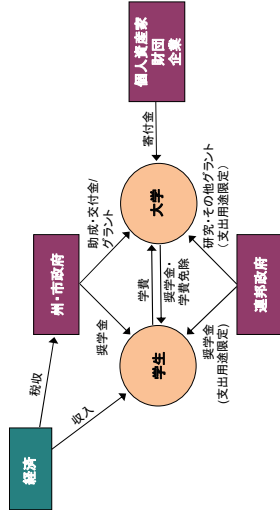 経済
税収
収入
州・市政府
奨学金
助成・交付金/
グラント
学生
学費
奨学金・
学費免除
大学
寄付金
個人資産家
財団
企業
奨学金
(支出用途限定)
研究・その他グラント
(支出用途限定)
連邦政府